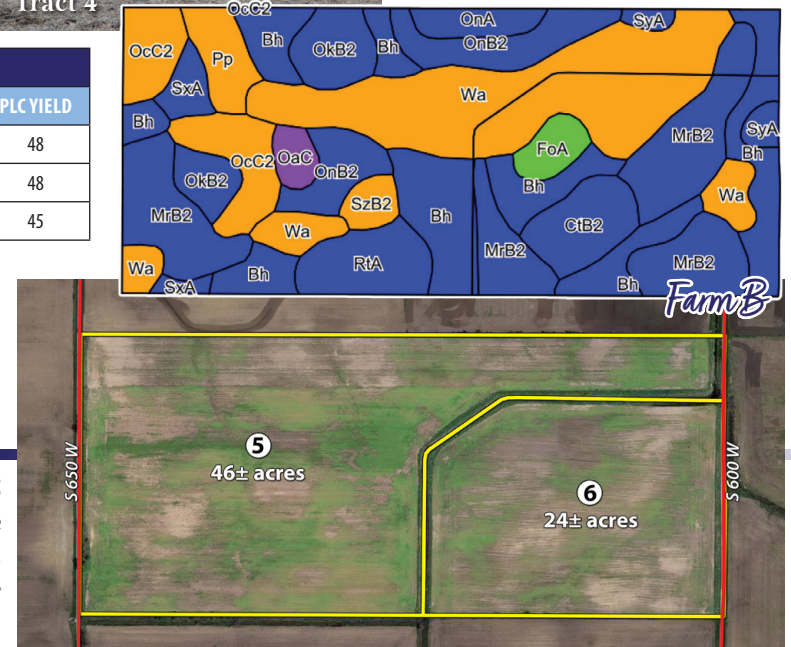 Tract 4
PLC YIELD
48
48
45
OcC2
OnA
SyA
OcC2
Pp
Bh
OkB2
Bh
OnB2
SxA
Wa
Bh
MrB2
SyA
OcC2
OaC
OnB2
FoA
Bh
OkB2
Bh
Wa
SzB2
MrB2
Bh
CtB2
Wa
MrB2
Wa
Bh
RtA
MrB2
SxA
Bh
Farm B
S 650 W
5
46± acres
6
24± acres
S 600 W